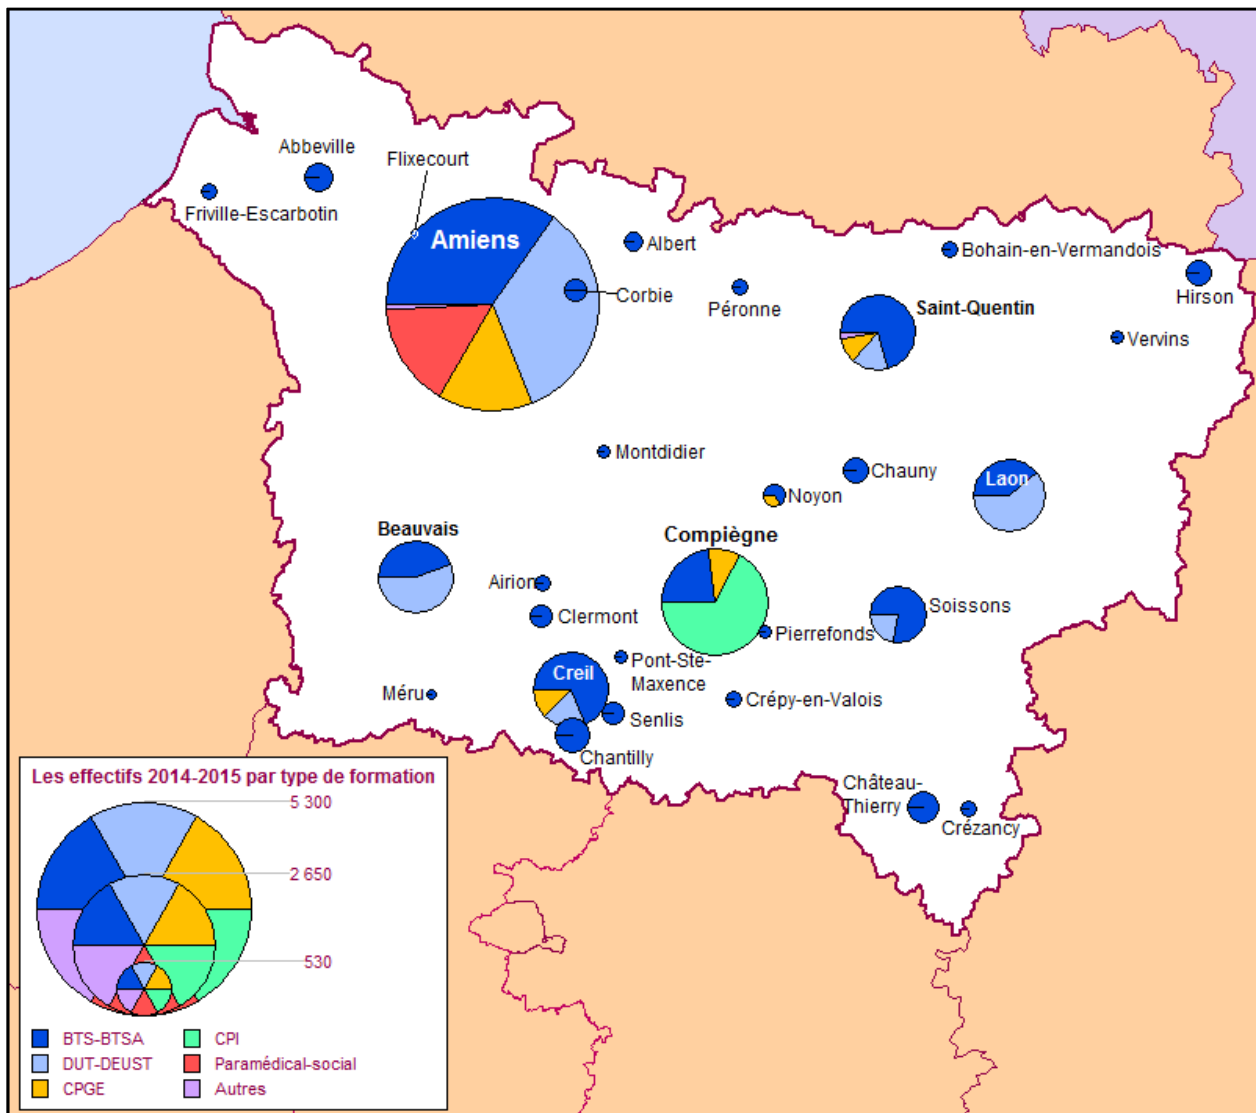 Abbeville
Flixecourt
Friville-Escarbotin
Amiens
Albert
Bohain-en-Vermandois
Corbie
Péronne
Hirson
Saint-Quentin
Vervins
Montdidier
Chauny
Laon
Noyon
Beauvais
Compiègne
Airion
Clermont
Soissons
Pierrefonds
Creil
Pont-Ste-
Maxence
Méru
Crépy-en-Valois
Senlis
Chantilly
Château-
Thierry
Crézancy
Les effectifs 2014-2015 par type de formation
5 300
2 650
530
BTS-BTSA
CPI
DUT-DEUST
Paramédical-social
CPGE
Autres